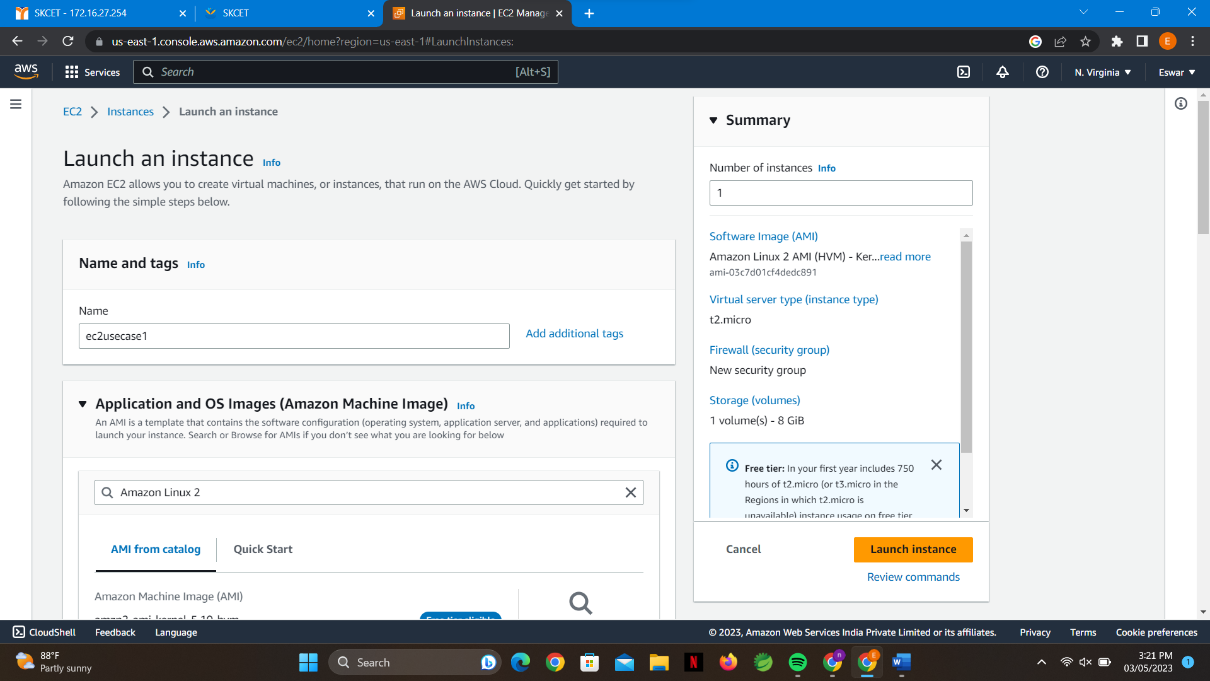 SKCET - 172.16.27.254
SKCET
Launch an instance | EC2 Manag
us-east-1.console.aws.amazon.com/ec2/home?region=us-east-1#LaunchInstances:
E
aws
Services
Search
[Alt+S]
N. Virginia
Eswar
EC2
Instances
Launch an instance
Launch an instance Info
Amazon EC2 allows you to create virtual machines, or instances, that run on the AWS Cloud. Quickly get started by
following the simple steps below.
Name and tags Info
Name
ec2usecase1
Add additional tags
Application and OS Images (Amazon Machine Image) Info
An AMI is a template that contains the software configuration (operating system, application server, and applications) required to
launch your instance. Search or Browse for AMIs if you don't see what you are looking for below
Amazon Linux 2
AMI from catalog
Quick Start
Amazon Machine Image (AMI)
Summary
Number of instances Info
1
Software Image (AMI)
Amazon Linux 2 AMI (HVM) - Ker...read more
ami-03c7d01cf4dedc891
Virtual server type (instance type)
t2.micro
Firewall (security group)
New security group
Storage (volumes)
1 volume(s) - 8 GiB
Free tier: In your first year includes 750
hours of t2.micro (or t3.micro in the
Regions in which t2.micro is
unavailable) instance usage on free tier
Cancel
Launch instance
Review commands
CloudShell
Feedback
Language
© 2023, Amazon Web Services India Private Limited or its affiliates.
Privacy
Terms
Cookie preferences
88°F
Partly sunny
Search
3:21 PM
03/05/2023
1